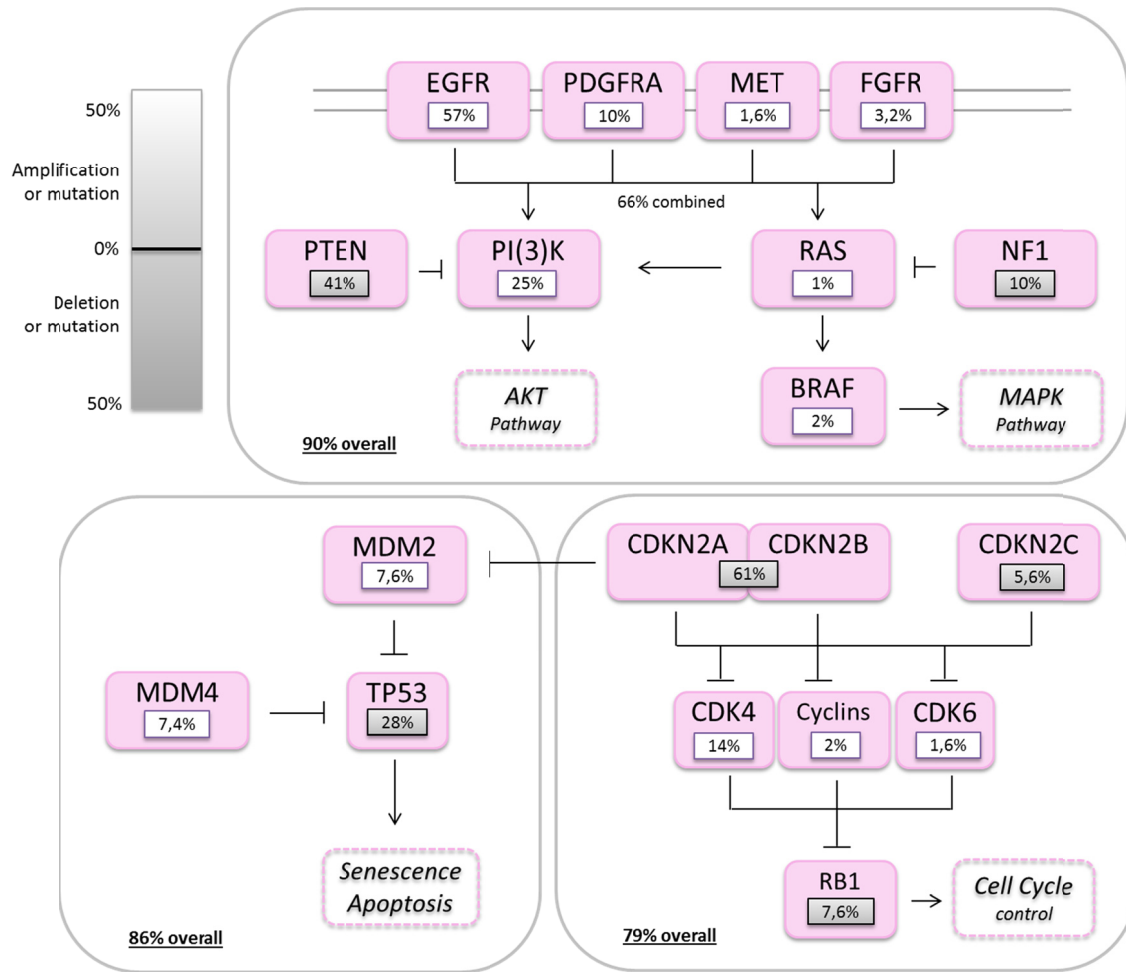 EGFR
57%
PDGFRA
10%
MET
1,6%
FGFR
3,2%
50%
Amplification
or mutation
0%
Deletion
or mutation
50%
66% combined
PTEN
41%
PI(3)K
25%
RAS
1%
NF1
10%
AKT
Pathway
BRAF
2%
MAPK
Pathway
90% overall
MDM2
7,6%
MDM4
7,4%
TP53
28%
Senescence
Apoptosis
86% overall
CDKN2A
CDKN2B
61%
CDKN2C
5,6%
CDK4
14%
Cyclins
2%
CDK6
1,6%
RB1
7,6%
Cell Cycle
control
79% overall